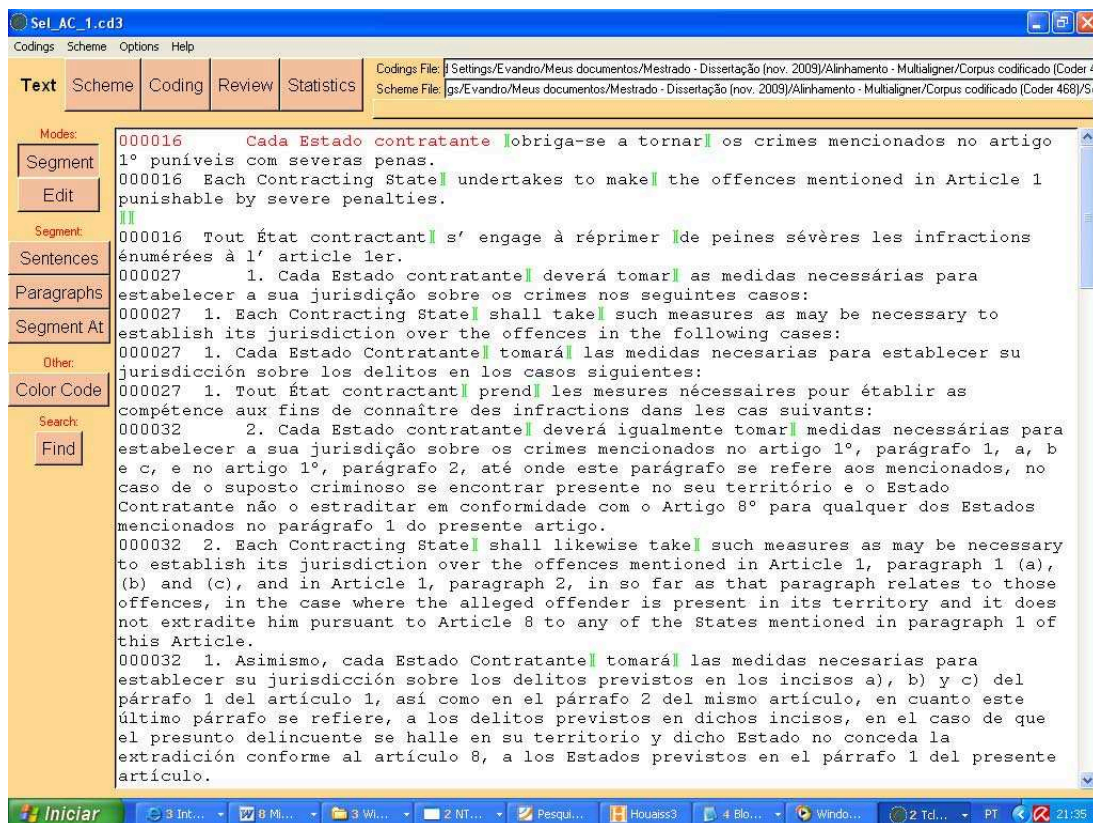 Sel_AC_1.cd3
Codings Scheme Options Help
Text Scheme Coding Review Statistics
Codings File: d Settings/Evandro/Meus documentos/Mestrado - Dissertação (nov. 2009)/Alinhamento - Multialigner/Corpus codificado (Coder 4
Scheme File: gs/Evandro/Meus documentos/Mestrado - Dissertação (nov. 2009)/Alinhamento - Multialigner/Corpus codificado (Coder 468)/S
Modes:
Segment
Edit
Segment:
Sentences
Paragraphs
Segment At
Other:
Color Code
Search:
Find
000016 Cada Estado contratante ][obriga-se a tornar][ os crimes mencionados no artigo
1º puníveis com severas penas.
000016 Each Contracting State][ undertakes to make][ the offences mentioned in Article 1
punishable by severe penalties.
][][
000016 Tout État contractant][ s’ engage à réprimer ][de peines sévères les infractions
énumérées à l’ article 1er.
000027 1. Cada Estado contratante][ deverá tomar][ as medidas necessárias para
estabelecer a sua jurisdição sobre os crimes nos seguintes casos:
000027 1. Each Contracting State][ shall take][ such measures as may be necessary to
establish its jurisdiction over the offences in the following cases:
000027 1. Cada Estado Contratante][ tomará][ las medidas necesarias para establecer su
jurisdicción sobre los delitos en los casos siguientes:
000027 1. Tout État contractant][ prend][ les mesures nécessaires pour établir as
compétence aux fins de connaître des infractions dans les cas suivants:
000032 2. Cada Estado contratante][ deverá igualmente tomar][ medidas necessárias para
estabelecer a sua jurisdição sobre os crimes mencionados no artigo 1º, parágrafo 1, a, b
e c, e no artigo 1º, parágrafo 2, até onde este parágrafo se refere aos mencionados, no
caso de o suposto criminoso se encontrar presente no seu território e o Estado
Contratante não o estraditar em conformidade com o Artigo 8º para qualquer dos Estados
mencionados no parágrafo 1 do presente artigo.
000032 2. Each Contracting State][ shall likewise take][ such measures as may be necessary
to establish its jurisdiction over the offences mentioned in Article 1, paragraph 1 (a),
(b) and (c), and in Article 1, paragraph 2, in so far as that paragraph relates to those
offences, in the case where the alleged offender is present in its territory and it does
not extradite him pursuant to Article 8 to any of the States mentioned in paragraph 1 of
this Article.
000032 1. Asimismo, cada Estado Contratante][ tomará][ las medidas necesarias para
establecer su jurisdicción sobre los delitos previstos en los incisos a), b) y c) del
párrafo 1 del artículo 1, así como en el párrafo 2 del mismo artículo, en cuanto este
último párrafo se refiere, a los delitos previstos en dichos incisos, en el caso de que
el presunto delincuente se halle en su territorio y dicho Estado no conceda la
extradición conforme al artículo 8, a los Estados previstos en el párrafo 1 del presente
artículo.
Iniciar 3 Int... 8 Mi... 3 Wi... 2 NT... Pesqui... Houaiss3 4 Blo... Windo... 2 Tcl... PT 21:35